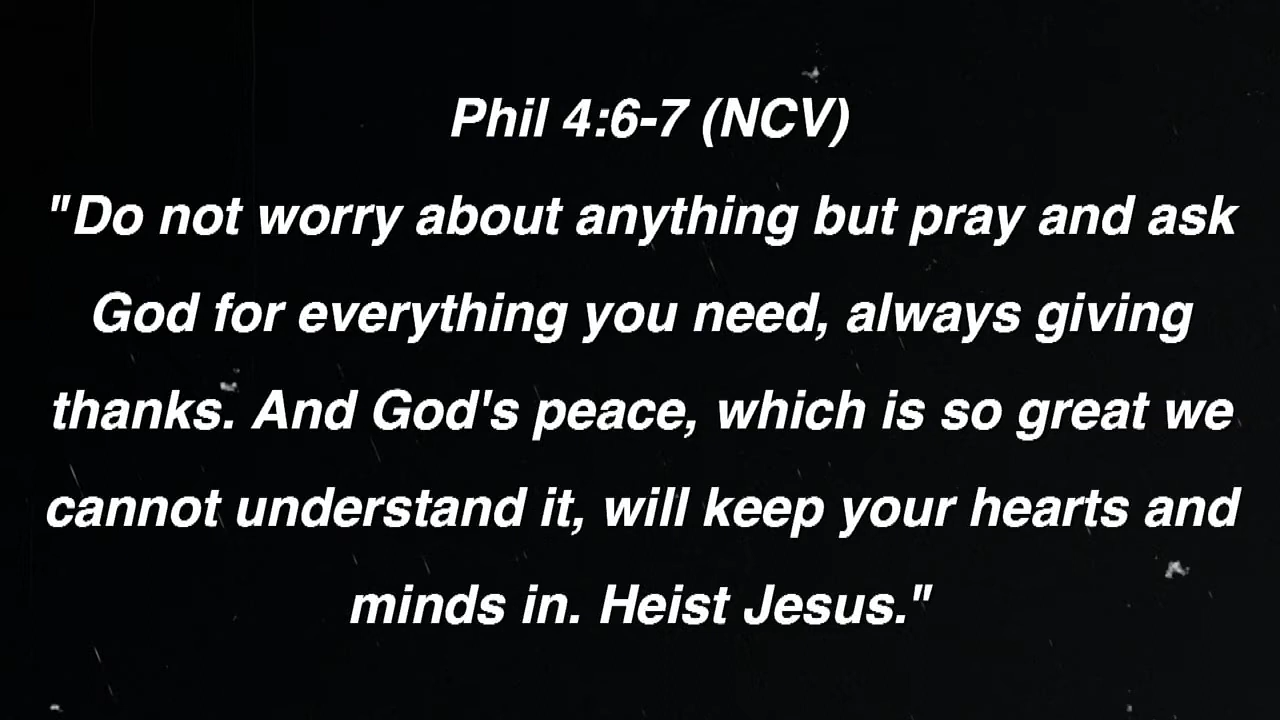 Phil 4:6-7 (NCV)
"Do not worry about anything but pray and ask
God for everything you need, always giving
thanks. And God's peace, which is so great we
cannot understand it, will keep your hearts and
minds in. Heist Jesus."